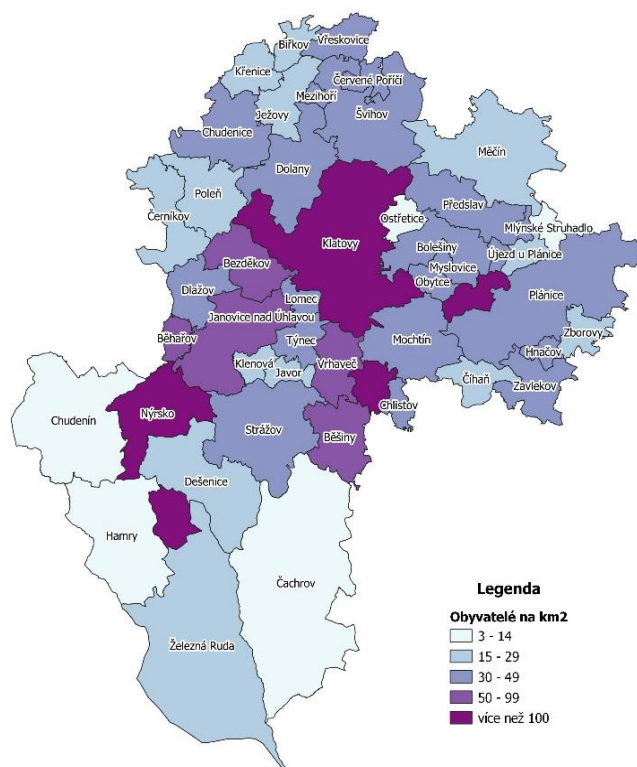 Vřeskovice
Biřkov
Křenice
Červené Poříčí
Mezihoří
Ježovy
Švihov
Chudenice
Měčín
Dolany
Poleň
Předslav
Ostřetice
Černíkov
Mlýnské Struhadlo
Klatovy
Bolešiny
Újezd u Plánice
Bezděkov
Myslovice
Obytce
Dlažov
Lomec
Plánice
Janovice nad Úhlavou
Zborovy
Týnec
Mochtín
Běhařov
Hnačov
Klenová
Vrhaveč
Javor
Číhaň
Zavlekov
Chudenín
Nýrsko
Chlistov
Strážov
Běšiny
Dešenice
Hamry
Čachrov
Železná Ruda
Legenda
Obyvatelé na km2
3 - 14
15 - 29
30 - 49
50 - 99
více než 100